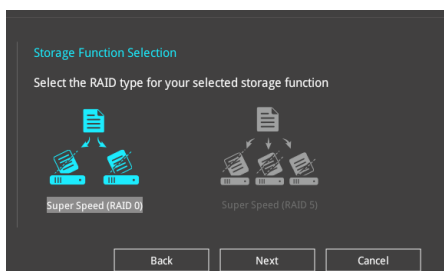 Storage Function Selection
Select the RAID type for your selected storage function
Super Speed (RAID 0)
Super Speed (RAID 5)
Back
Next
Cancel